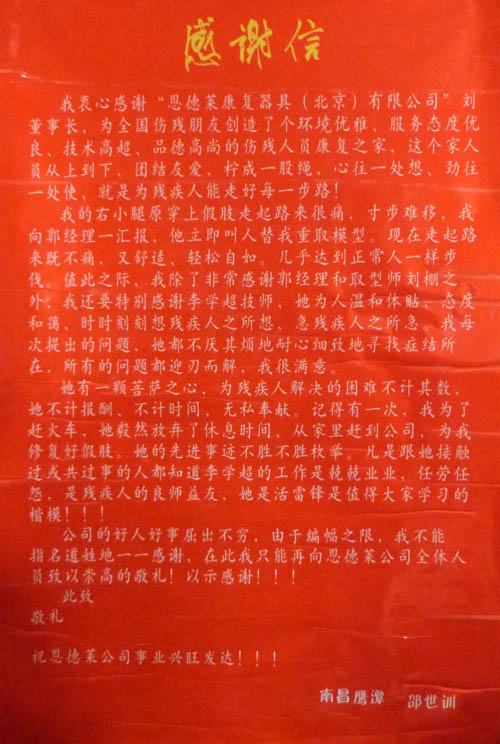 感谢信
我衷心感谢“恩德莱康复器具（北京）有限公司”刘
董事长，为全国伤残朋友创造了个环境优雅、服务态度优
良、技术高超、品德高尚的伤残人员康复之家，这个家人
员从上到下，团结友爱，柠成一股绳，心往一处想、劲往
一处使，就是为残疾人能走好每一步路！
我的右小腿原穿上假肢走起路来很痛，寸步难移，我
向郭经理一汇报，他立即叫人替我重取模型。现在走起路
来既不痛、又舒适、轻松自如。几乎达到正常人一样步
伐，值此之际，我除了非常感谢郭经理和取型师刘棚之
外，我还要特别感谢李学超技师，她为人温和体贴，态度
和蔼，时时刻刻想残疾人之所想，急残疾人之所急，我每
次提出的问题，她都不厌其烦地耐心细致地寻找症结所
在，所有的问题都迎刃而解，我很满意。
她有一颗菩萨之心，为残疾人解决的困难不计其数，
她不计报酬、不计时间、无私奉献。记得有一次，我为了
赶火车，她毅然放弃了休息时间，从家里赶到公司，为我
修复好假肢。她的先进事迹不胜不胜枚举。凡是跟她接触
过或共过事的人都知道李学超的工作是兢兢业业，任劳任
怨，是残疾人的良师益友，她是活雷锋是值得大家学习的
楷模！！！
公司的好人好事屈出不穷，由于蝙幅之限，我不能
指名道姓地一一感谢，在此我只能再向恩德莱公司全体人
员致以崇高的敬礼！以示感谢！！！
此致
敬礼
祝恩德莱公司事业兴旺发达！！！
南昌鹰潭 邵世训